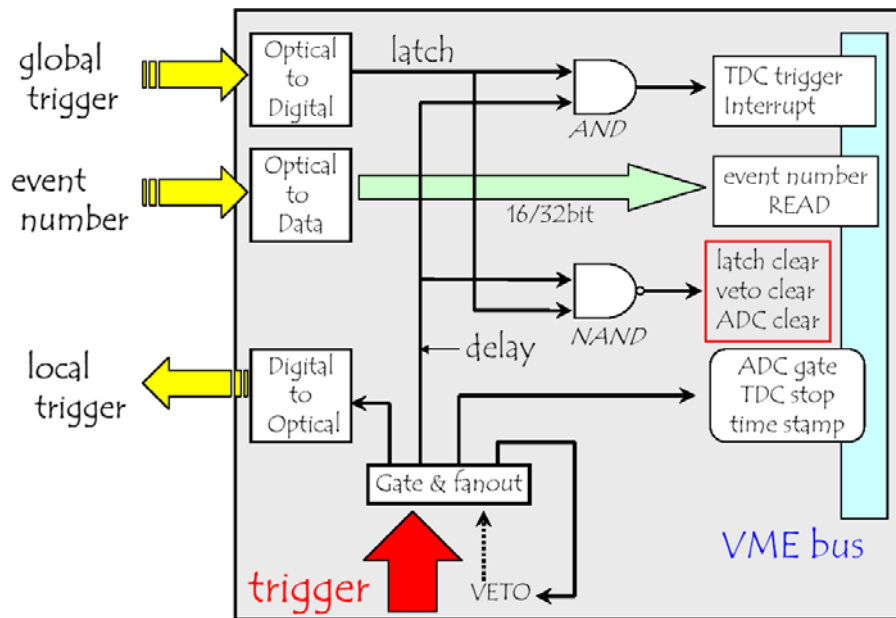 global
trigger
Optical
to
Digital
latch
AND
TDC trigger
Interrupt
event
number
Optical
to
Data
16/32bit
event number
READ
latch clear
veto clear
ADC clear
NAND
delay
local
trigger
Digital
to
Optical
ADC gate
TDC stop
time stamp
Gate & fanout
trigger
VETO
VME bus